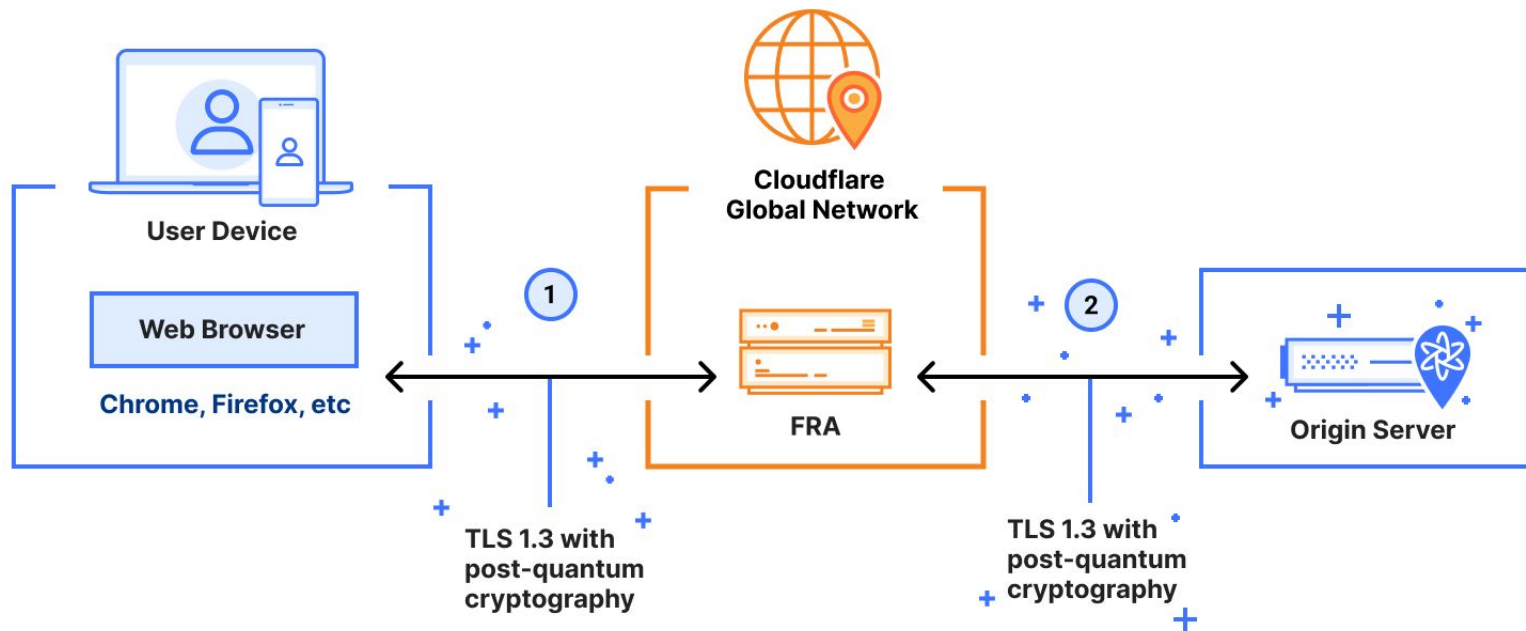 User Device
Web Browser
Chrome, Firefox, etc
1
TLS 1.3 with
post-quantum
cryptography
Cloudflare
Global Network
FRA
2
TLS 1.3 with
post-quantum
cryptography
Origin Server